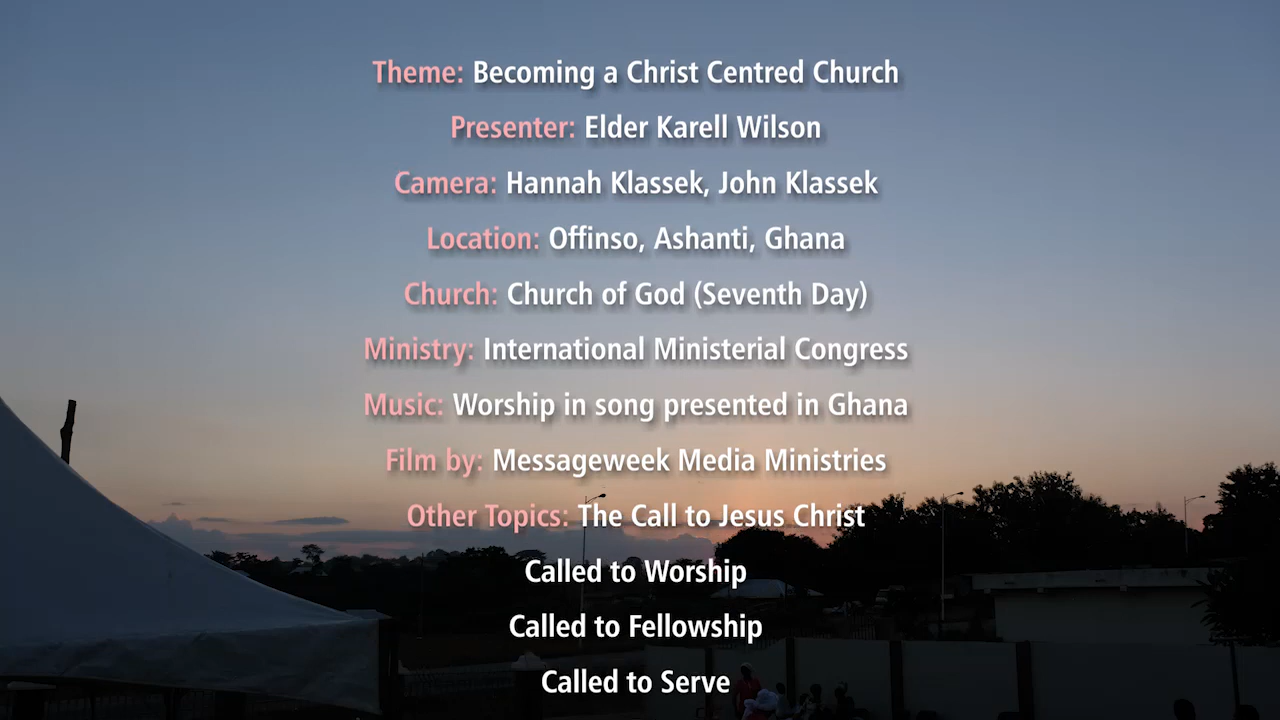 Theme: Becoming a Christ Centred Church
Presenter: Elder Karell Wilson
Camera: Hannah Klassek, John Klassek
Location: Offinso, Ashanti, Ghana
Church: Church of God (Seventh Day)
Ministry: International Ministerial Congress
Music: Worship in song presented in Ghana
Film by: Messageweek Media Ministries
Other Topics: The Call to Jesus Christ
Called to Worship
Called to Fellowship
Called to Serve